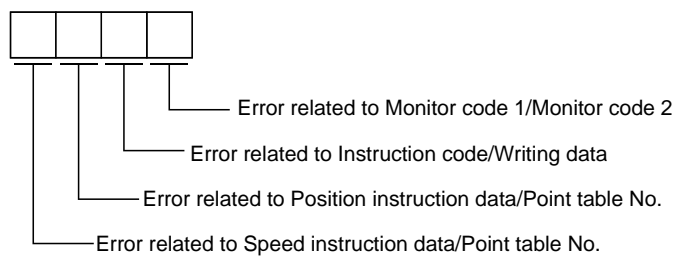 Error related to Monitor code 1/Monitor code 2
Error related to Instruction code/Writing data
Error related to Position instruction data/Point table No.
Error related to Speed instruction data/Point table No.